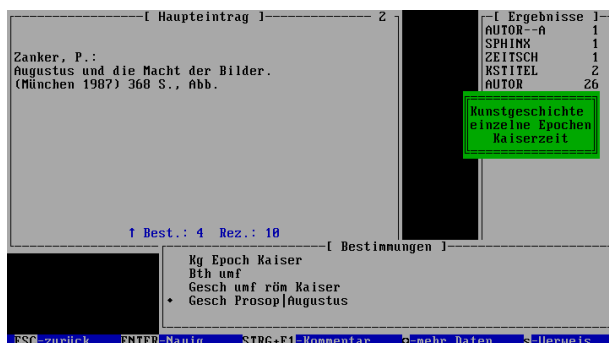 [ Haupteintrag ] 2
Zanker, P.:
Augustus und die Macht der Bilder.
(München 1987) 368 S., Abb.
↑ Best.: 4 Rez.: 10
[ Ergebnisse ]
AUTOR--A 1
SPHINX 1
ZEITSCH 1
KSTITEL 2
AUTOR 26
Kunstgeschichte
einzelne Epochen
Kaiserzeit
[ Bestimmungen ]
Kg Epoch Kaiser
Bth umf
Gesch umf röm Kaiser
♦ Gesch Prosop|Augustus
ESC-zurück ENTER-Navig STRG+F1-Kommentar -mehr Daten s-Verweis